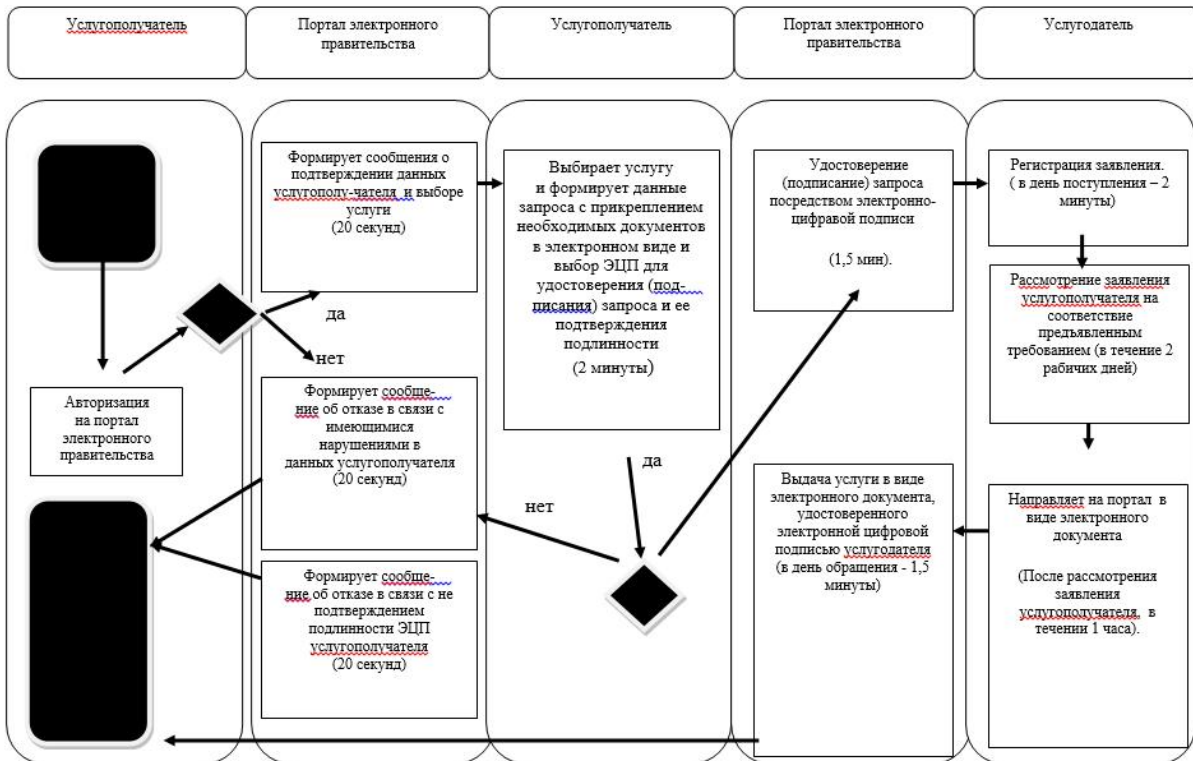 Услугополучатель
Портал электронного
правительства
Услугополучатель
Портал электронного
правительства
Услугодатель
Авторизация
на портал
электронного
правительства
Формирует сообщения о
подтверждении данных
услугополу-чателя и выборе
услуги
(20 секунд)
да
нет
Формирует сообще-
ние об отказе в связи с
имеющимися
нарушениями в
данных услугополучателя
(20 секунд)
Формирует сообще-
ние об отказе в связи с не
подтверждением
подлинности ЭЦП
услугополучателя
(20 секунд)
Выбирает услугу
и формирует данные
запроса с прикреплением
необходимых документов
в электронном виде и
выбор ЭЦП для
удостоверения (под-
писания) запроса и ее
подтверждения
подлинности
(2 минуты)
да
нет
Удостоверение
(подписание) запроса
посредством электронно-
цифравой подписи
(1,5 мин).
Выдача услуги в виде
электронного документа,
удостоверенного
электронной цифровой
подписью услугодателя
(в день обращения - 1,5
минуты)
Регистрация заявления.
( в день поступления – 2
минуты)
Рассмотрение заявления
услугополучателя на
соответствие
предъявленным
требованием (в течение 2
рабичих дней)
Направляет на портал в
виде электронного
документа
(После рассмотрения
заявления
услугополучателя, в
течении 1 часа).